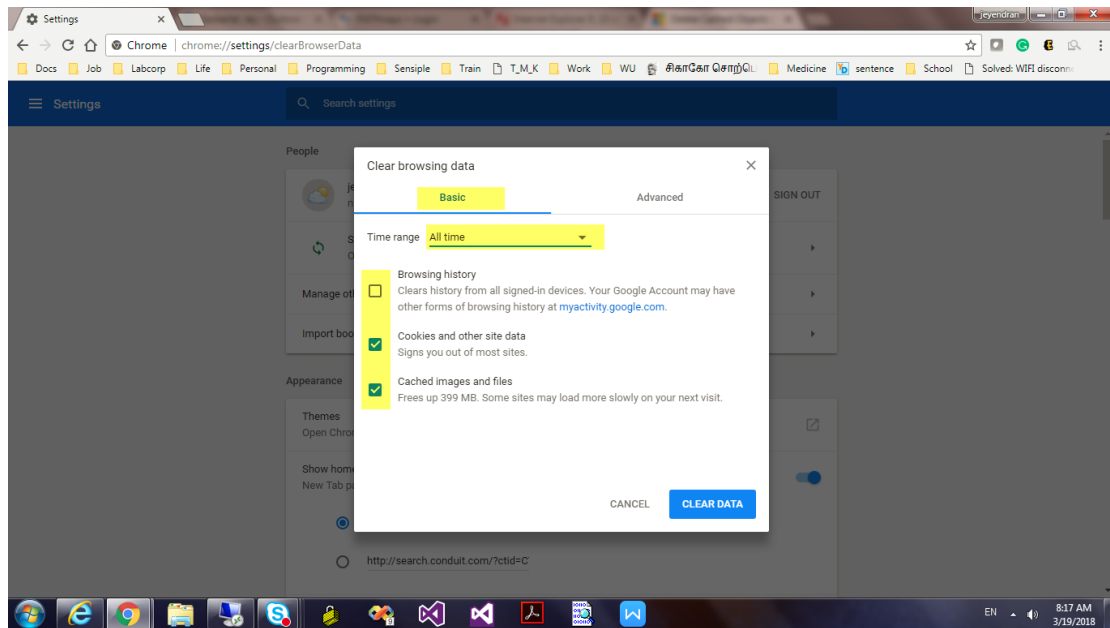 Settings
jeyendran
Chrome | chrome://settings/clearBrowserData
Docs Job Labcorp Life Personal Programming Sensiple Train T_M_K Work WU சிகாகோ சொற்பெ Medicine sentence School Solved: WIFI disconne
Settings
Search settings
People
SIGN OUT
Manage ot
Import boo
Appearance
Themes
Open Chro
Show hom
New Tab p
http://search.conduit.com/?ctid=C
Clear browsing data
Basic Advanced
Time range All time
Browsing history
Clears history from all signed-in devices. Your Google Account may have
other forms of browsing history at myactivity.google.com.
Cookies and other site data
Signs you out of most sites.
Cached images and files
Frees up 399 MB. Some sites may load more slowly on your next visit.
CANCEL CLEAR DATA
EN 8:17 AM
3/19/2018